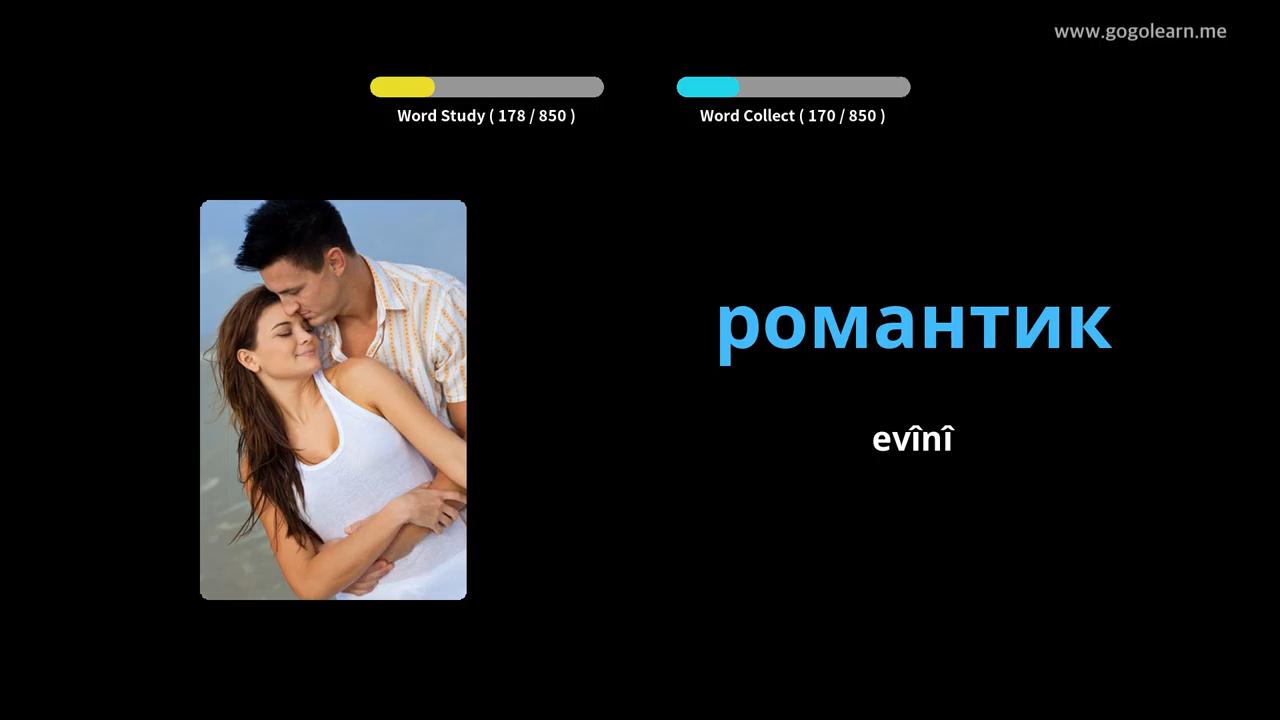 www.gogolearn.me
Word Study ( 178 / 850 )
Word Collect ( 170 / 850 )
романтик
evînî